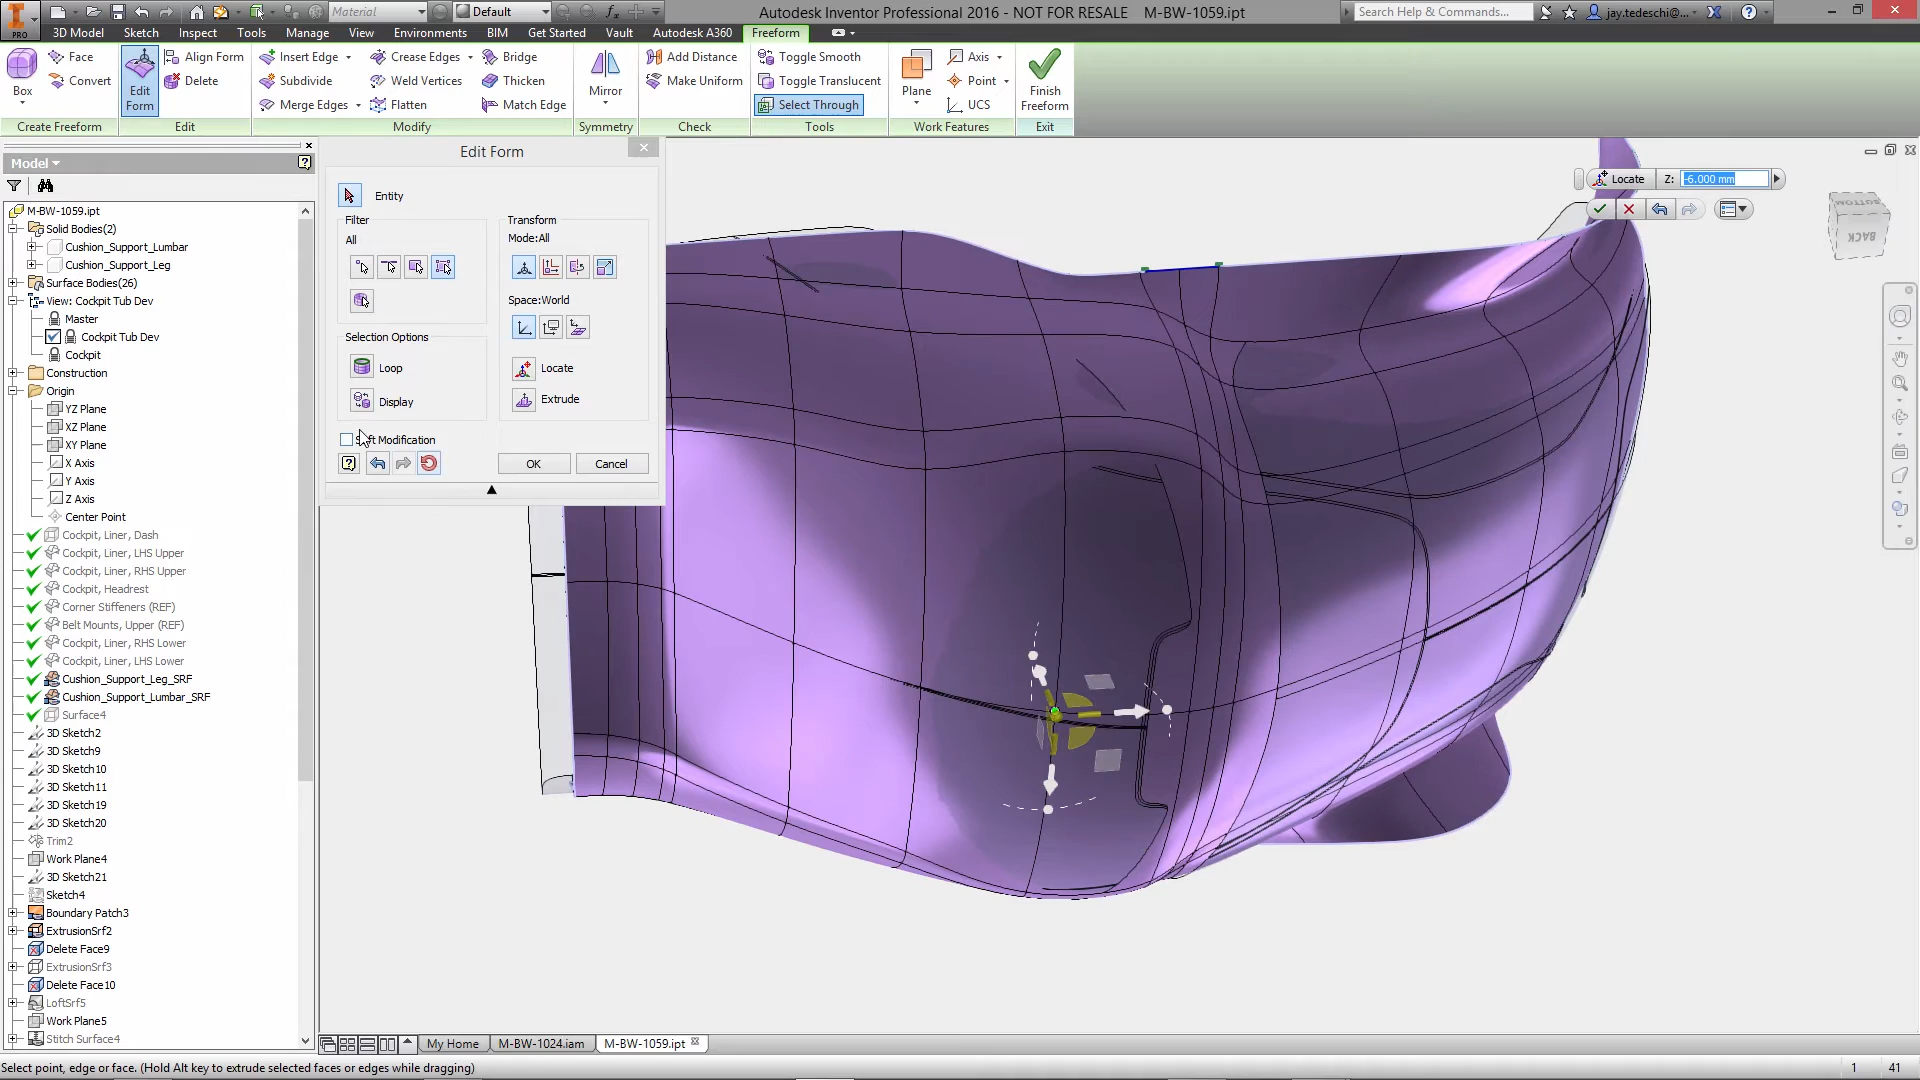 PRO
Material
Default
Autodesk Inventor Professional 2016 - NOT FOR RESALE M-BW-1059.ipt
Search Help & Commands...
jay.tedeschi@...
3D Model Sketch Inspect Tools Manage View Environments BIM Get Started Vault Autodesk A360 Freeform
Box
Face
Convert
Create Freeform
Edit Form
Align Form
Delete
Edit
Insert Edge
Subdivide
Merge Edges
Crease Edges
Weld Vertices
Flatten
Bridge
Thicken
Match Edge
Modify
Mirror
Symmetry
Add Distance
Make Uniform
Check
Toggle Smooth
Toggle Translucent
Select Through
Tools
Plane
Axis
Point
UCS
Work Features
Finish Freeform
Exit
Model
M-BW-1059.ipt
Solid Bodies(2)
Cushion_Support_Lumbar
Cushion_Support_Leg
Surface Bodies(26)
View: Cockpit Tub Dev
Master
Cockpit Tub Dev
Cockpit
Construction
Origin
YZ Plane
XZ Plane
XY Plane
X Axis
Y Axis
Z Axis
Center Point
Cockpit, Liner, Dash
Cockpit, Liner, LHS Upper
Cockpit, Liner, RHS Upper
Cockpit, Headrest
Corner Stiffeners (REF)
Belt Mounts, Upper (REF)
Cockpit, Liner, RHS Lower
Cockpit, Liner, LHS Lower
Cushion_Support_Leg_SRF
Cushion_Support_Lumbar_SRF
Surface4
3D Sketch2
3D Sketch9
3D Sketch10
3D Sketch11
3D Sketch19
3D Sketch20
Trim2
Work Plane4
3D Sketch21
Sketch4
Boundary Patch3
ExtrusionSrf2
Delete Face9
ExtrusionSrf3
Delete Face10
LoftSrf5
Work Plane5
Stitch Surface4
Edit Form
Entity
Filter
All
Selection Options
Loop
Display
Transform
Mode:All
Space:World
Locate
Extrude
Modification
OK
Cancel
Locate Z: -6.000 mm
BOTTOM
BACK
My Home M-BW-1024.iam M-BW-1059.ipt
Select point, edge or face. (Hold Alt key to extrude selected faces or edges while dragging)
1 41